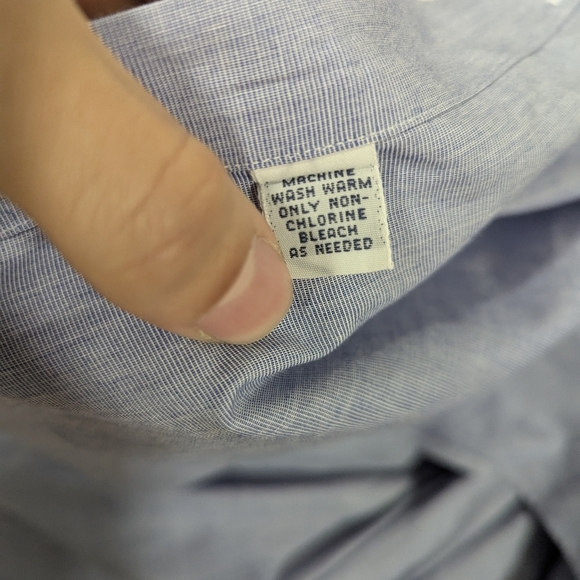 MACHINE
WASH WARM
ONLY NON-
CHLORINE
BLEACH
AS NEEDED